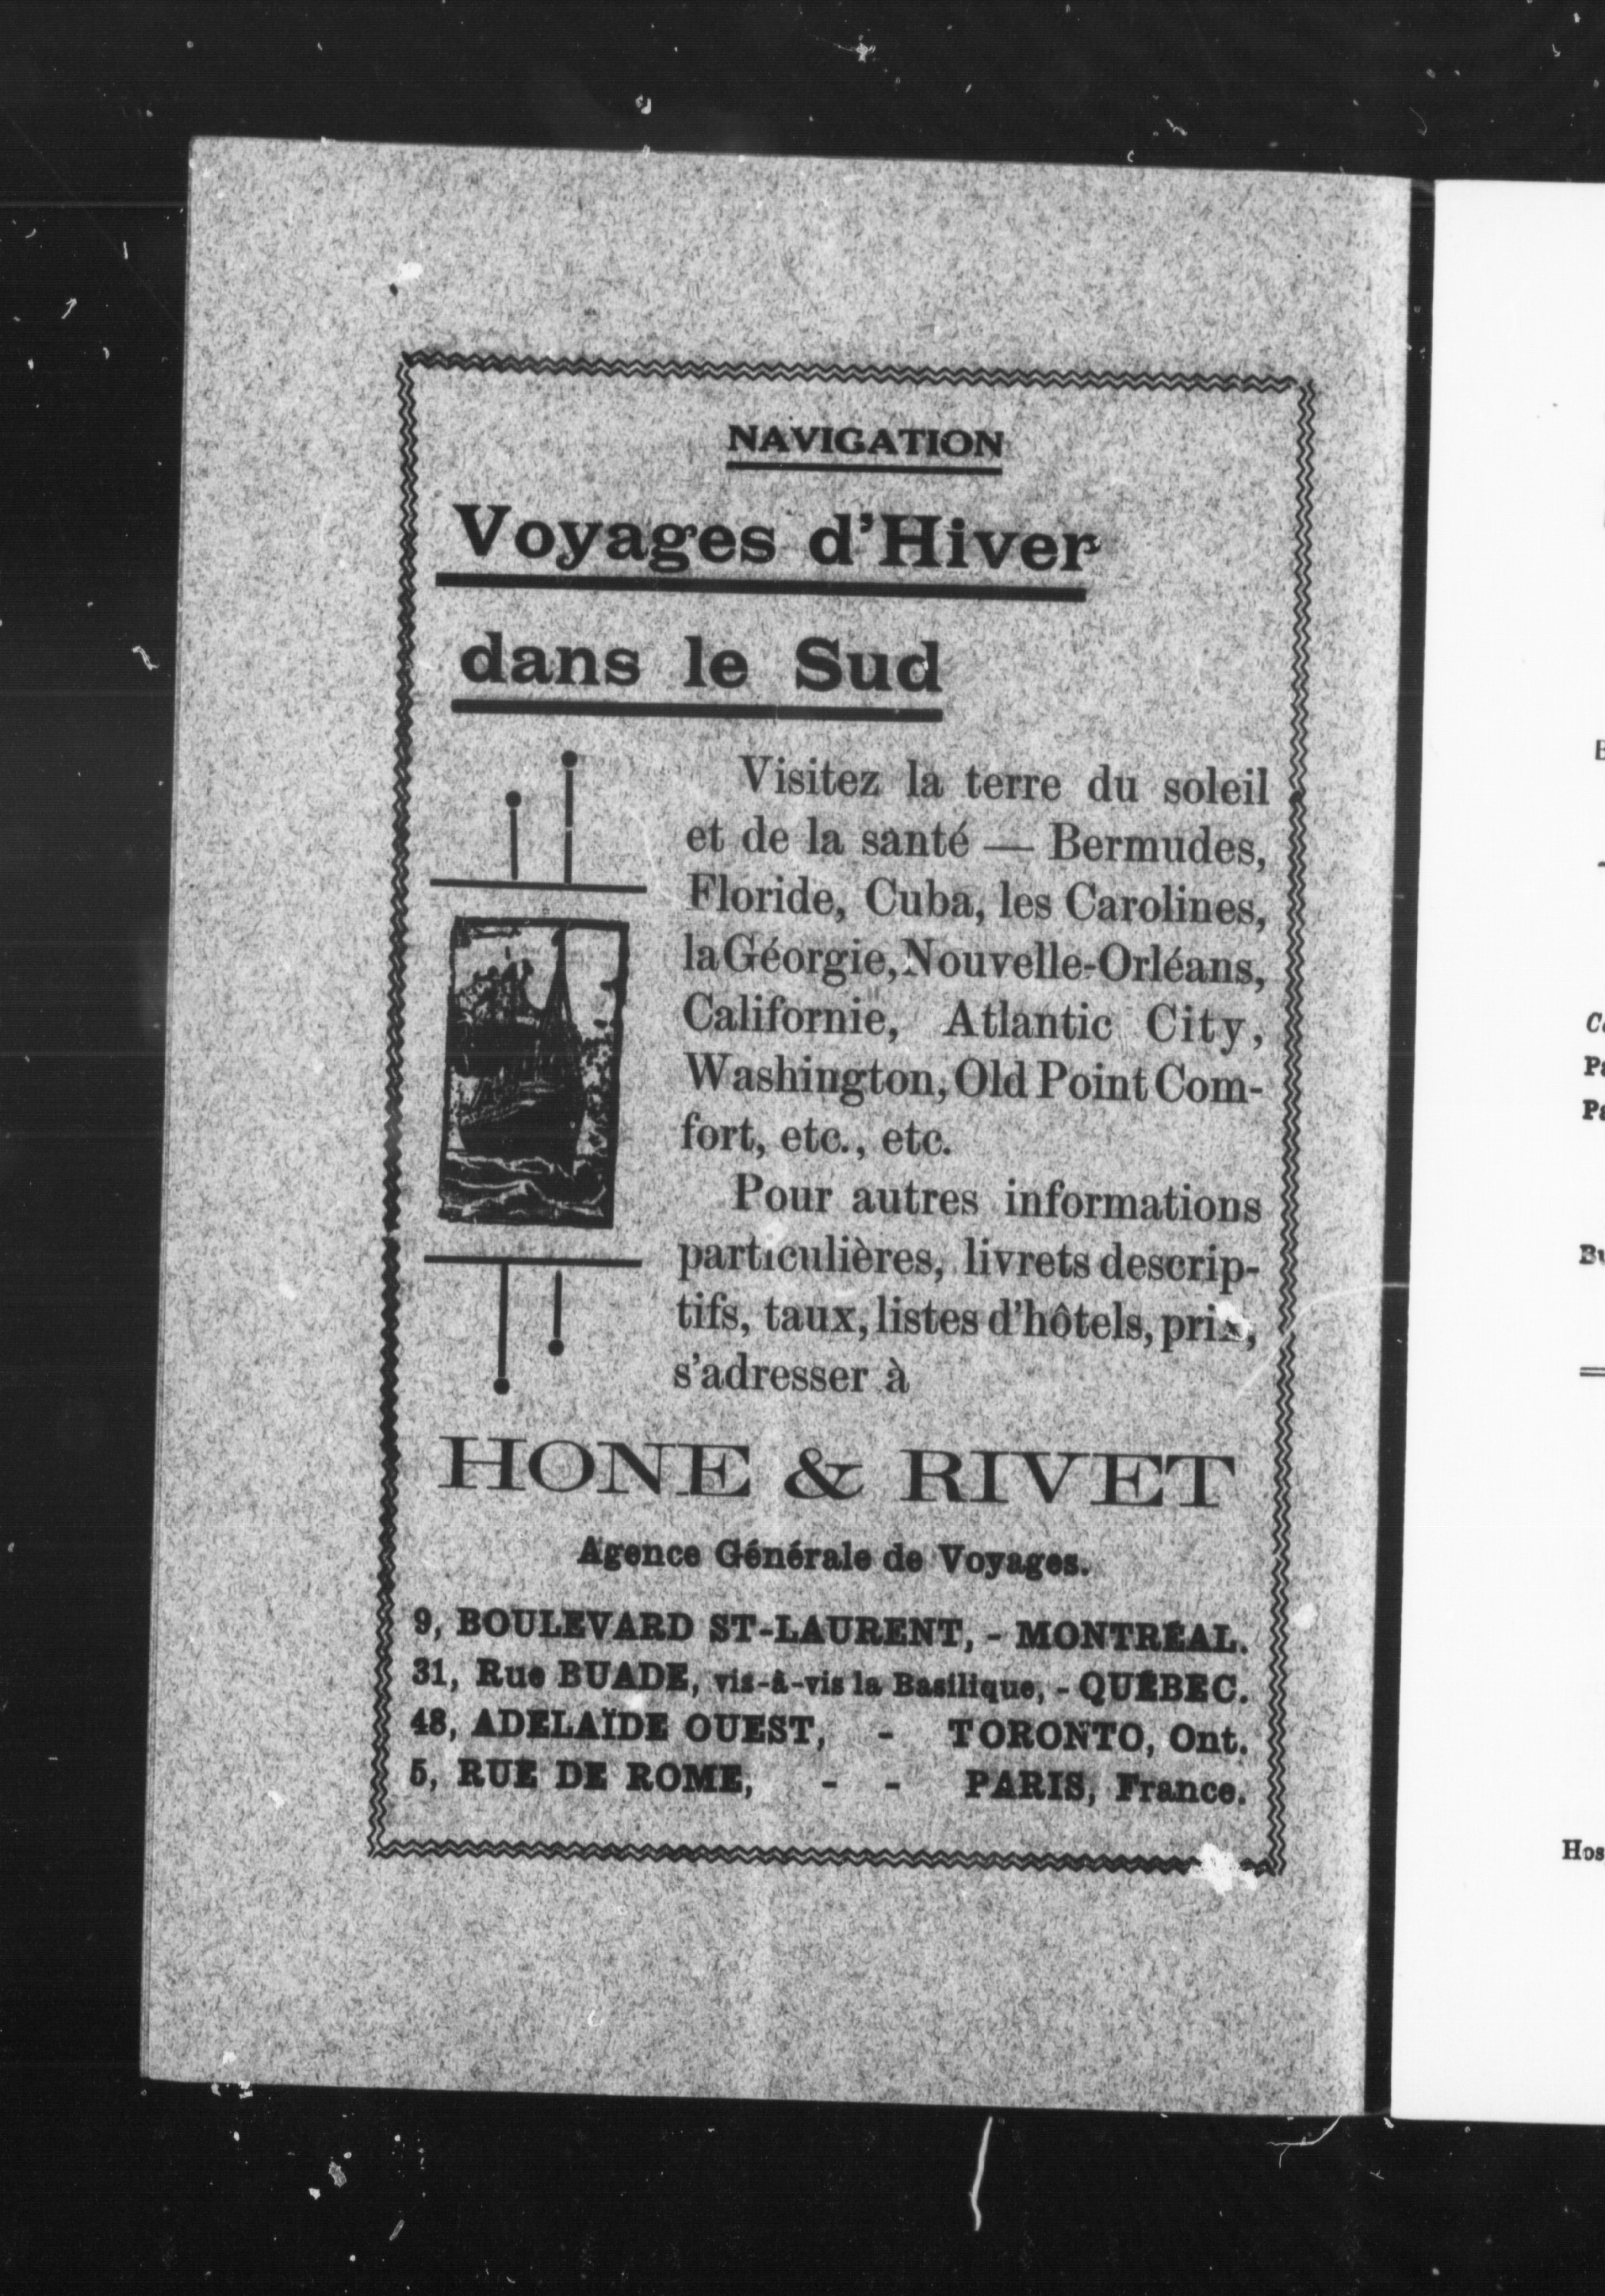 NAVIGATION
Voyages d'Hiver
dans le Sud
Visitez la terre du soleil
et de la santé — Bermudes,
Floride, Cuba, les Carolines,
la Géorgie, Nouvelle-Orléans,
Californie, Atlantic City,
Washington, Old Point Com-
fort, etc., etc.
Pour autres informations
particulières, livrets descrip-
tifs, taux, listes d'hôtels, prix,
s'adresser à
HONE & RIVET
Agence Générale de Voyages.
9, BOULEVARD ST-LAURENT, - MONTRÉAL.
31, Rue BUADE, vis-à-vis la Basilique, - QUÉBEC.
48, ADELAÏDE OUEST, - TORONTO, Ont.
5, RUE DE ROME, - - PARIS, France.